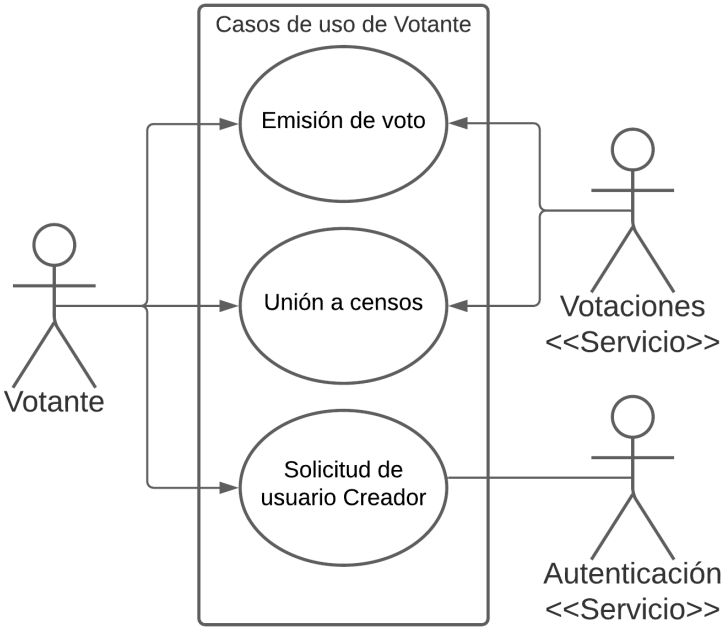 Casos de uso de Votante
Emisión de voto
Unión a censos
Solicitud de
usuario Creador
Votante
Votaciones
<<Servicio>>
Autenticación
<<Servicio>>